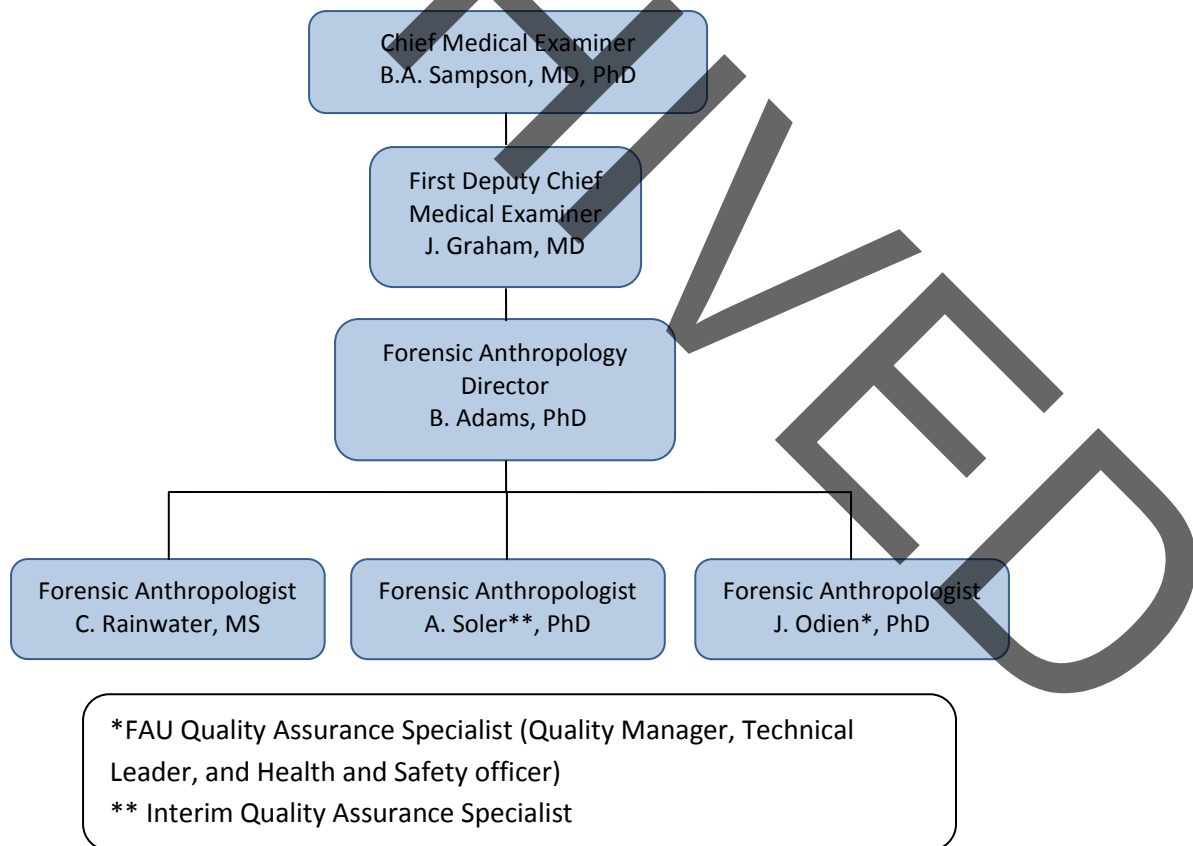 Chief Medical Examiner
B.A. Sampson, MD, PhD
First Deputy Chief
Medical Examiner
J. Graham, MD
Forensic Anthropology
Director
B. Adams, PhD
Forensic Anthropologist
C. Rainwater, MS
Forensic Anthropologist
A. Soler**, PhD
Forensic Anthropologist
J. Odien*, PhD
*FAU Quality Assurance Specialist (Quality Manager, Technical
Leader, and Health and Safety officer)
** Interim Quality Assurance Specialist